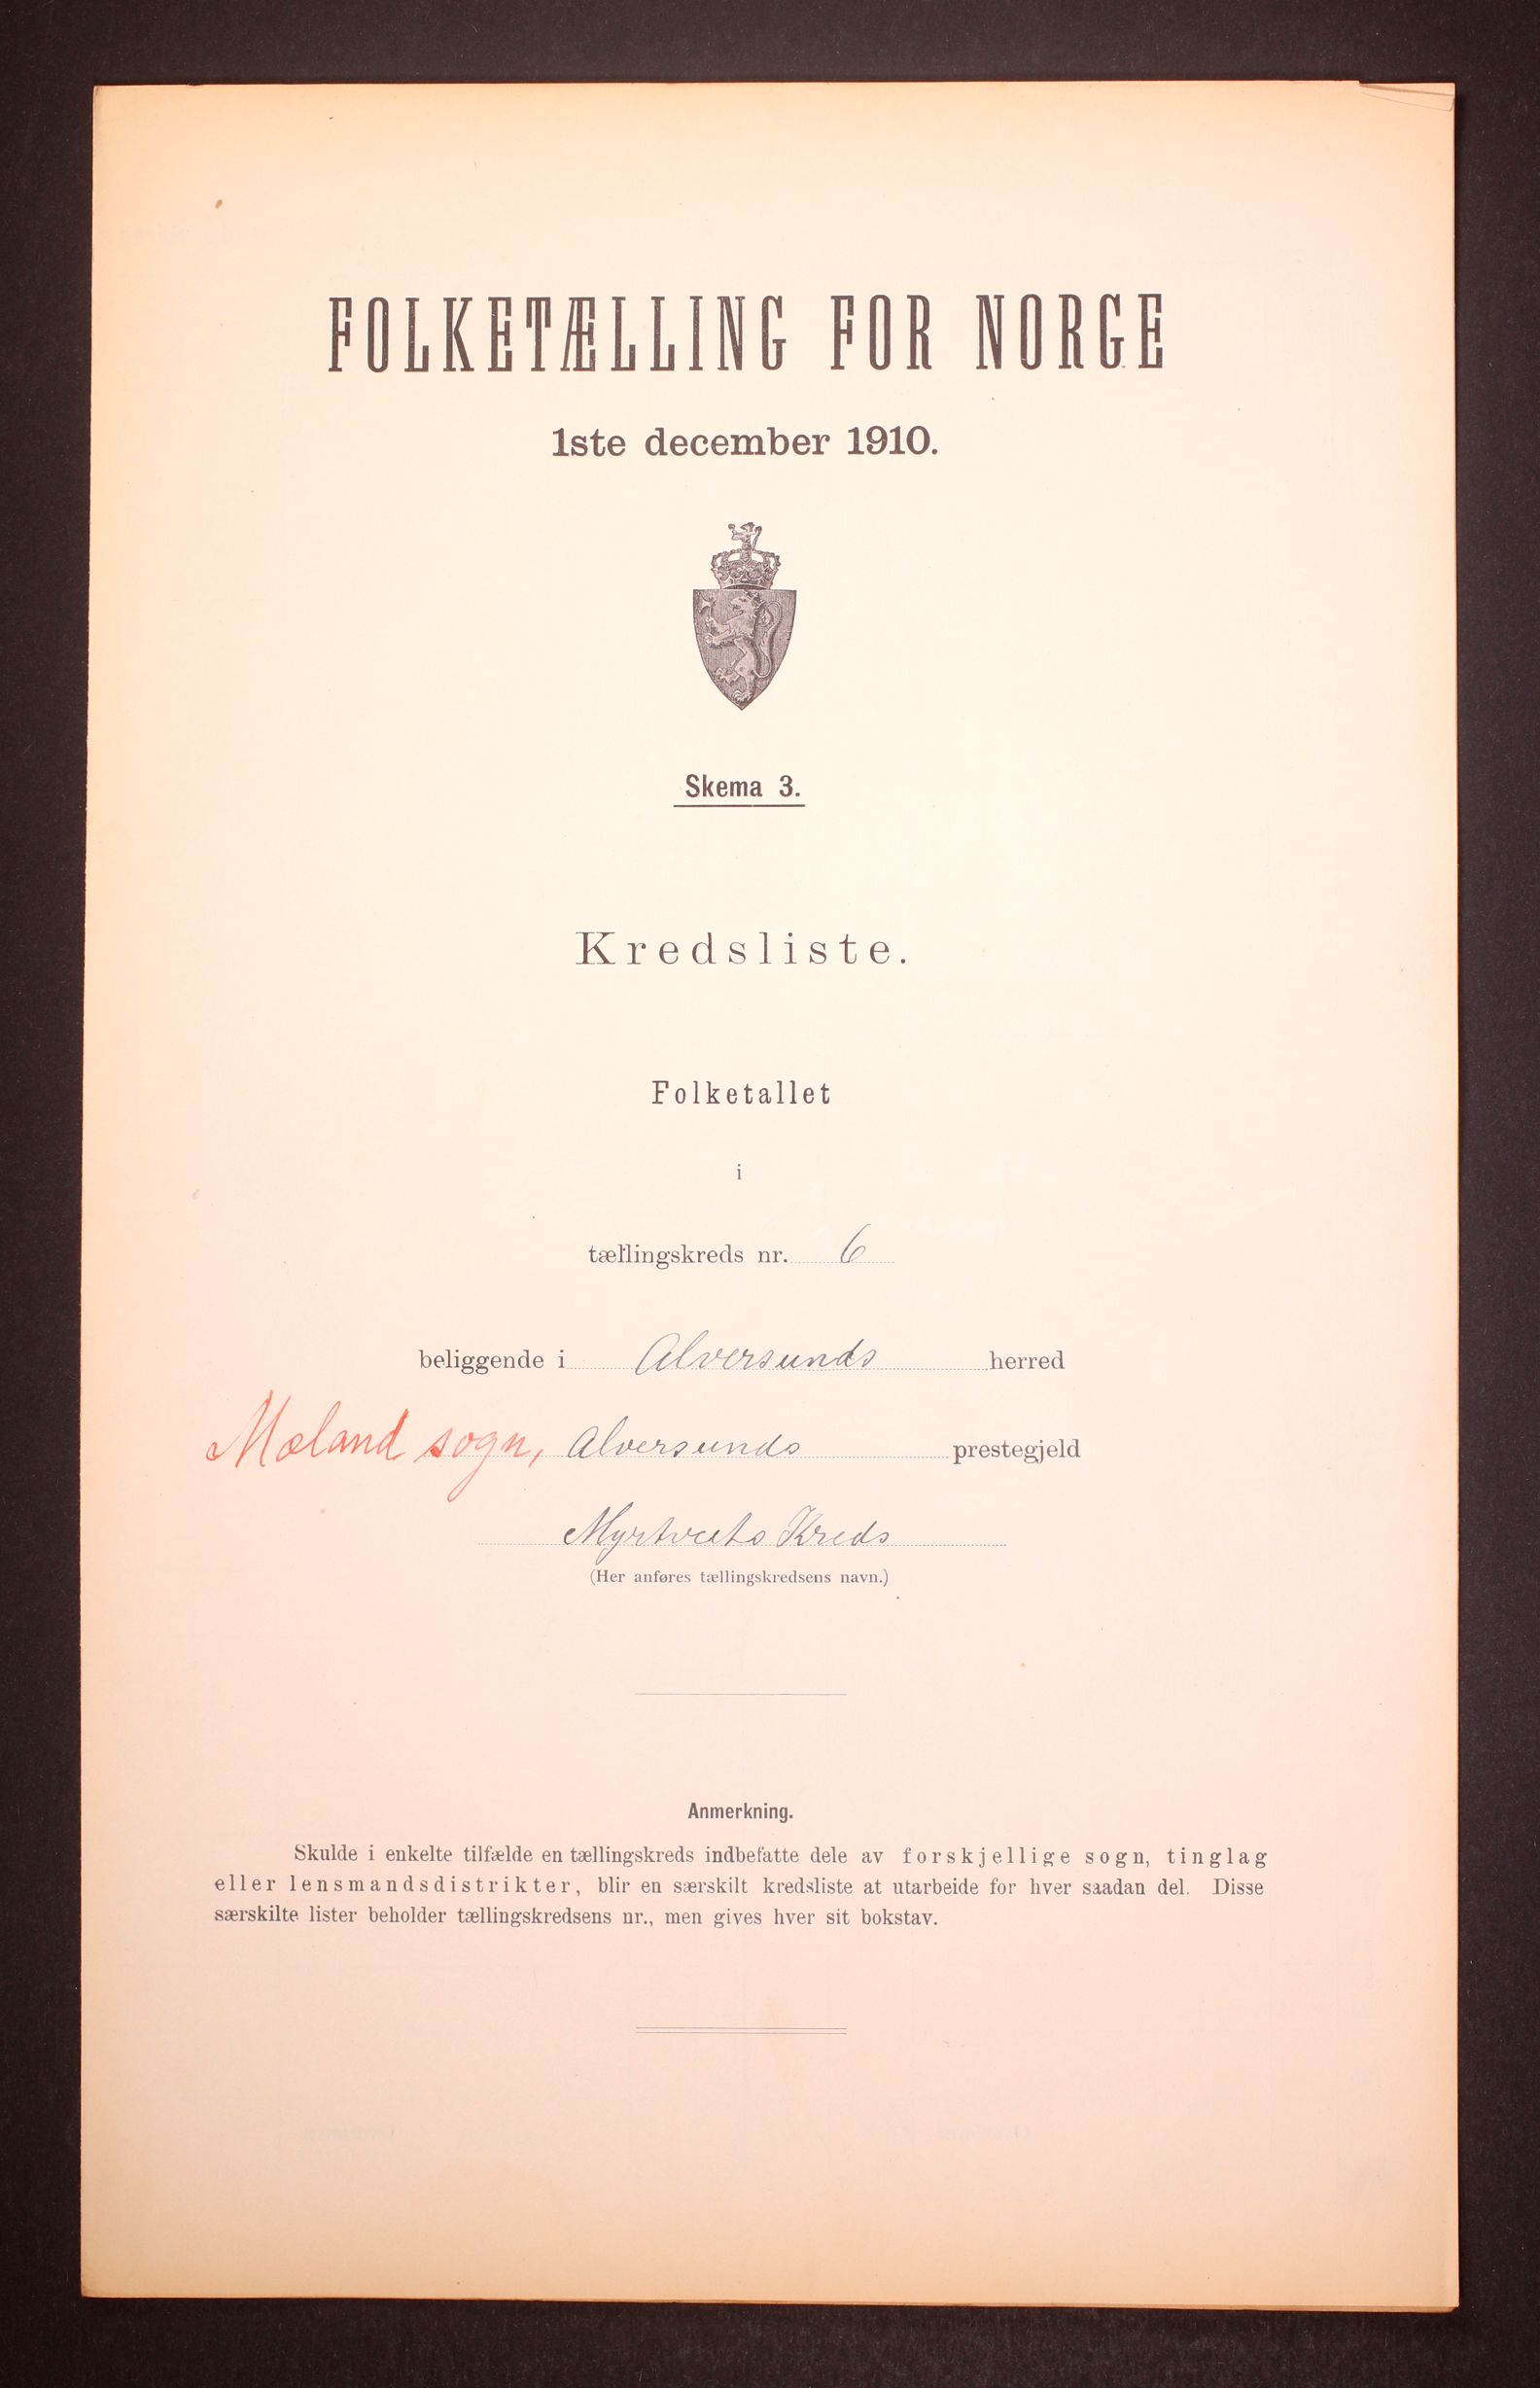 FOLKETÆLLING FOR NORGE
1ste december 1910.
Skema 3.
Kredsliste.
Folketallet
i
tællingskreds nr. 6
beliggende i Alversunds herred
Mæland sogn, Alversunds prestegjeld
Myrtvets Kreds
(Her anføres tællingskredsens navn.)
Anmerkning.
Skulde i enkelte tilfælde en tællingskreds indbefatte dele av forskjellige sogn, tinglag
eller lensmandsdistrikter, blir en særskilt kredsliste at utarbeide for hver saadan del. Disse
særskilte lister beholder tællingskredsens nr., men gives hver sit bokstav.